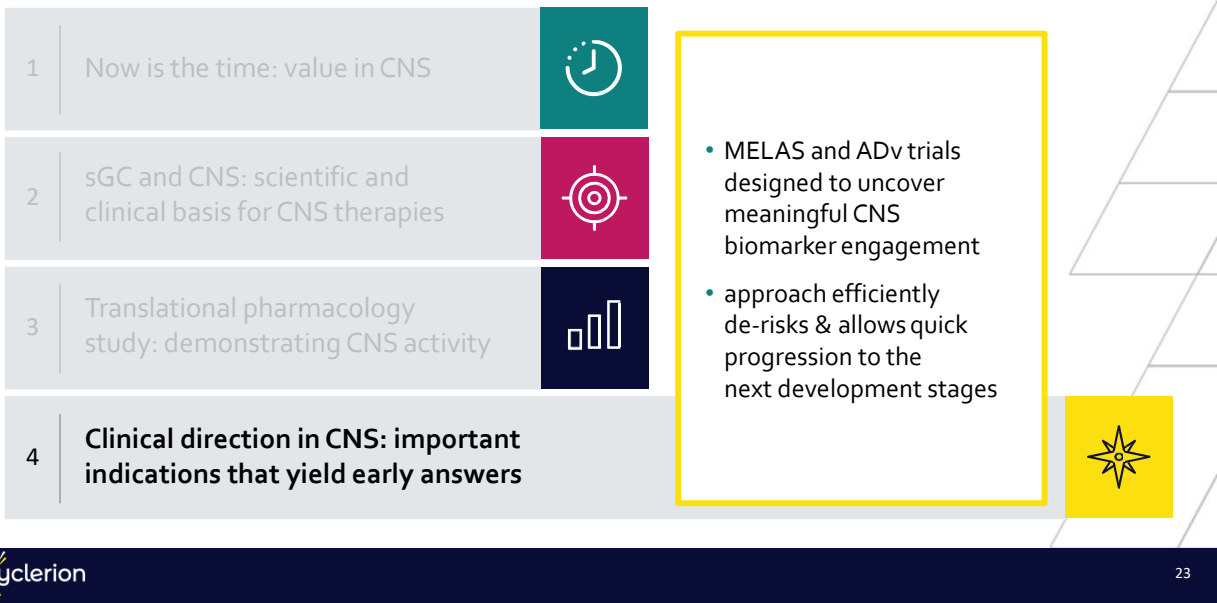 1
Now is the time: value in CNS
2
sGC and CNS: scientific and
clinical basis for CNS therapies
3
Translational pharmacology
study: demonstrating CNS activity
4
Clinical direction in CNS: important
indications that yield early answers
• MELAS and ADv trials
designed to uncover
meaningful CNS
biomarker engagement
• approach efficiently
de-risks & allows quick
progression to the
next development stages
yclerion
23